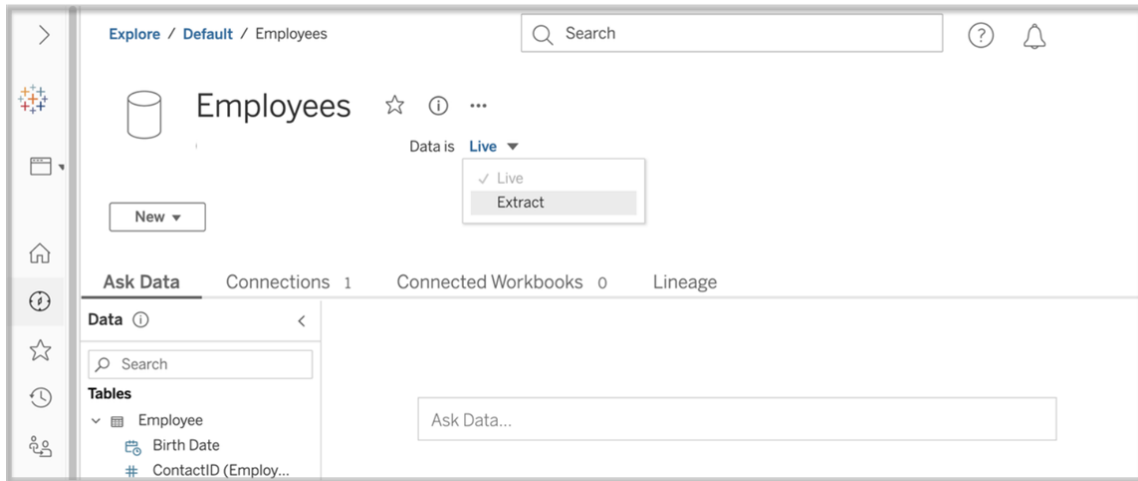 Explore / Default / Employees
Search
Employees
Data is Live
Live
Extract
New
Ask Data Connections 1 Connected Workbooks 0 Lineage
Data
Search
Tables
Employee
Ask Data...
Birth Date
ContactID (Employ...